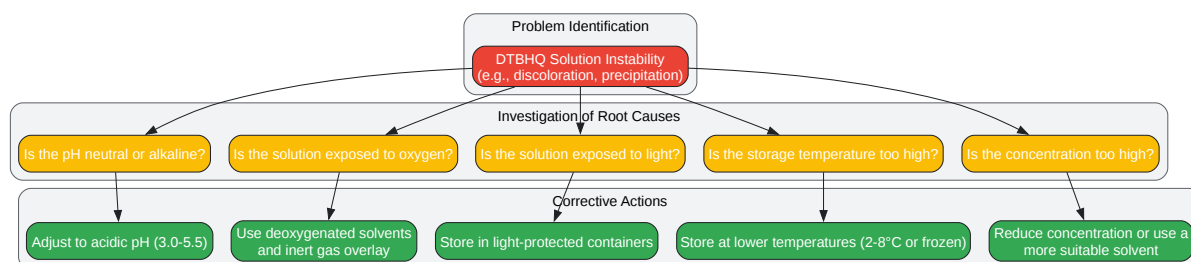 Problem Identification
DTBHQ Solution Instability
(e.g., discoloration, precipitation)
Investigation of Root Causes
Is the pH neutral or alkaline?
Is the solution exposed to oxygen?
Is the solution exposed to light?
Is the storage temperature too high?
Is the concentration too high?
Corrective Actions
Adjust to acidic pH (3.0-5.5)
Use deoxygenated solvents
and inert gas overlay
Store in light-protected containers
Store at lower temperatures (2-8°C or frozen)
Reduce concentration or use a
more suitable solvent